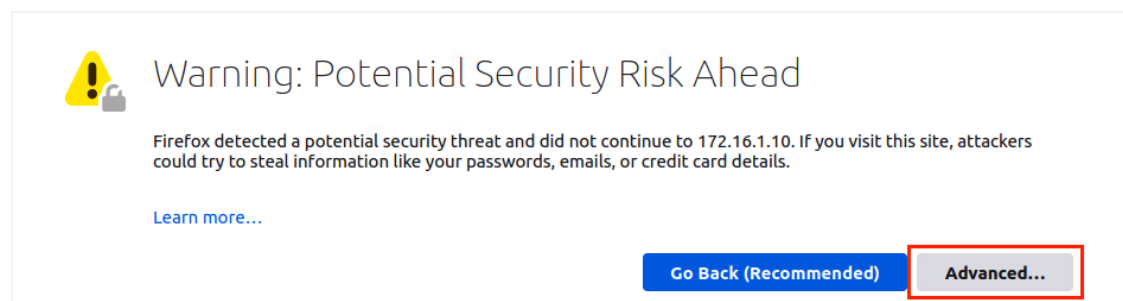 Warning: Potential Security Risk Ahead
Firefox detected a potential security threat and did not continue to 172.16.1.10. If you visit this site, attackers
could try to steal information like your passwords, emails, or credit card details.
Learn more…
Go Back (Recommended)
Advanced...